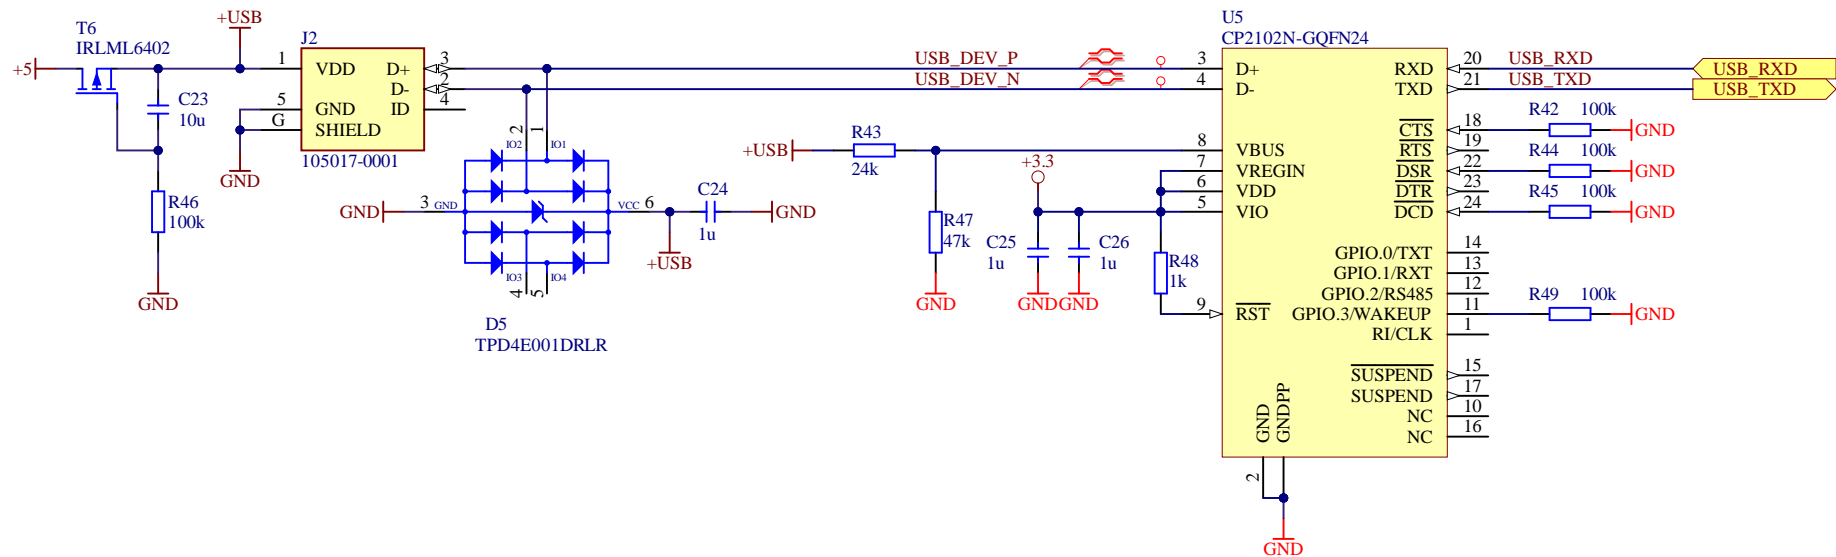 T6
IRLML6402
+5
+USB
J2
1
VDD
D+
3
D-
2
5
GND
ID
4
G
SHIELD
105017-0001
C23
10u
GND
R46
100k
GND
2
1
IO2
IO1
GND
3
GND
VCC
6
IO3
IO4
4
5
D5
TPD4E001DRLR
C24
1u
GND
+USB
USB_DEV_P
USB_DEV_N
+USB
R43
24k
R47
47k
GND
+3.3
C25
1u
GND
C26
1u
GND
R48
1k
U5
CP2102N-GQFN24
3
D+
4
D-
8
VBUS
7
VREGIN
6
VDD
5
VIO
9
RST
GND
GNDPP
2
GND
RXD
20
TXD
21
CTS
18
RTS
19
DSR
22
DTR
23
DCD
24
GPIO.0/TXT
14
GPIO.1/RXT
13
GPIO.2/RS485
12
GPIO.3/WAKEUP
11
RI/CLK
1
SUSPEND
15
SUSPEND
17
NC
10
NC
16
USB_RXD
USB_RXD
USB_TXD
USB_TXD
R42
100k
GND
R44
100k
GND
R45
100k
GND
R49
100k
GND